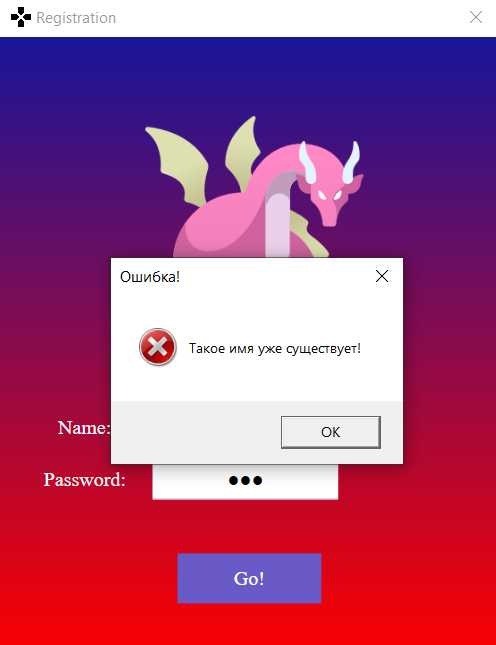 Registration
Ошибка!
Такое имя уже существует!
OK
Name:
Password:
Go!